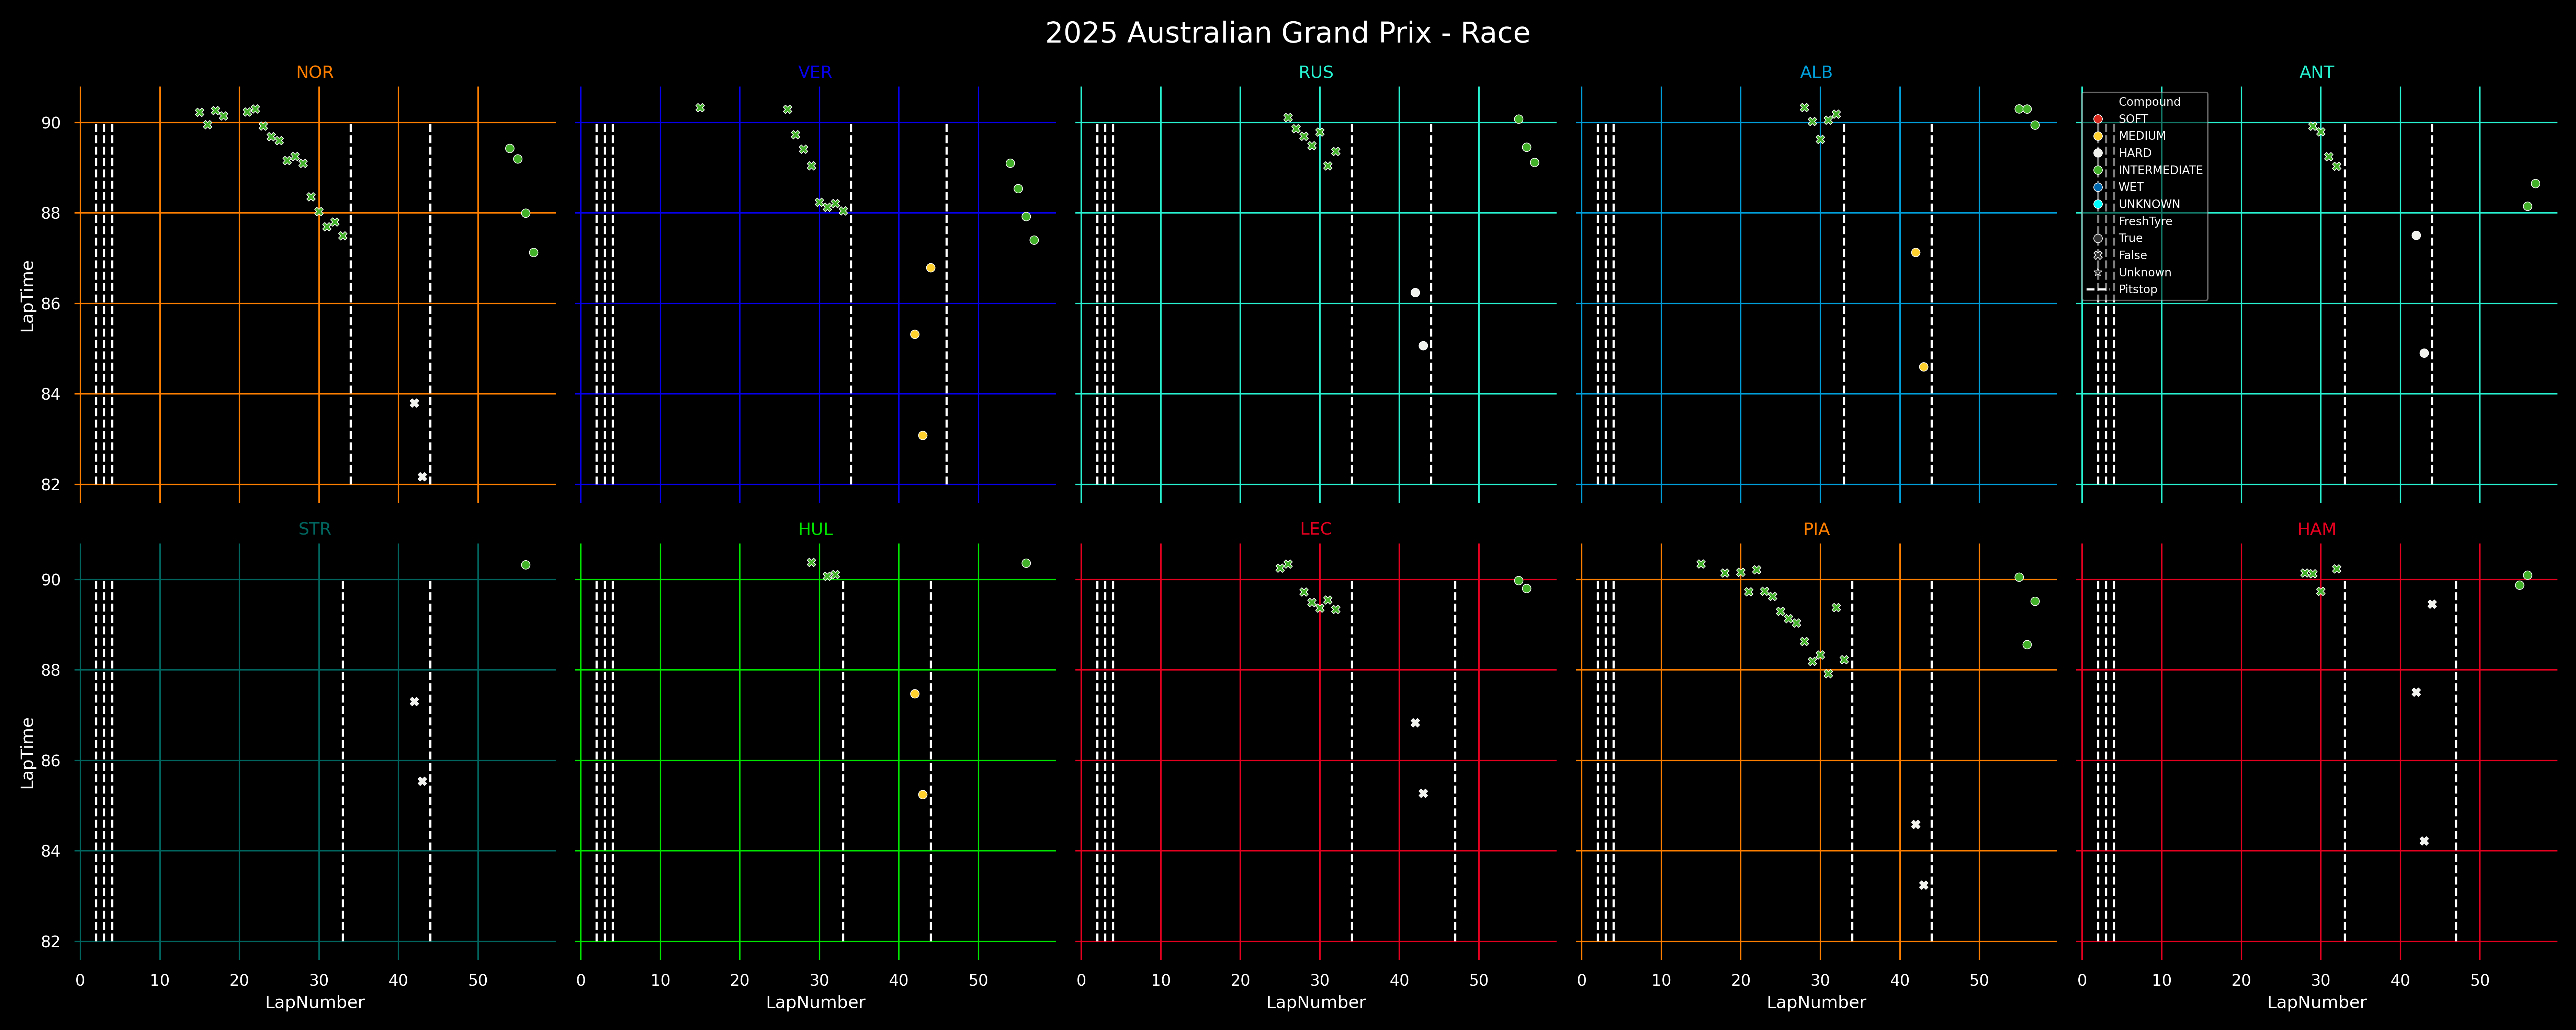 2025 Australian Grand Prix - Race
NOR VER RUS ALB ANT
LapTime
90
88
86
84
82
Compound
SOFT
MEDIUM
HARD
INTERMEDIATE
WET
UNKNOWN
FreshTyre
True
False
Unknown
Pitstop
STR HUL LEC PIA HAM
LapTime
90
88
86
84
82
0 10 20 30 40 50 0 10 20 30 40 50 0 10 20 30 40 50 0 10 20 30 40 50 0 10 20 30 40 50
LapNumber LapNumber LapNumber LapNumber LapNumber